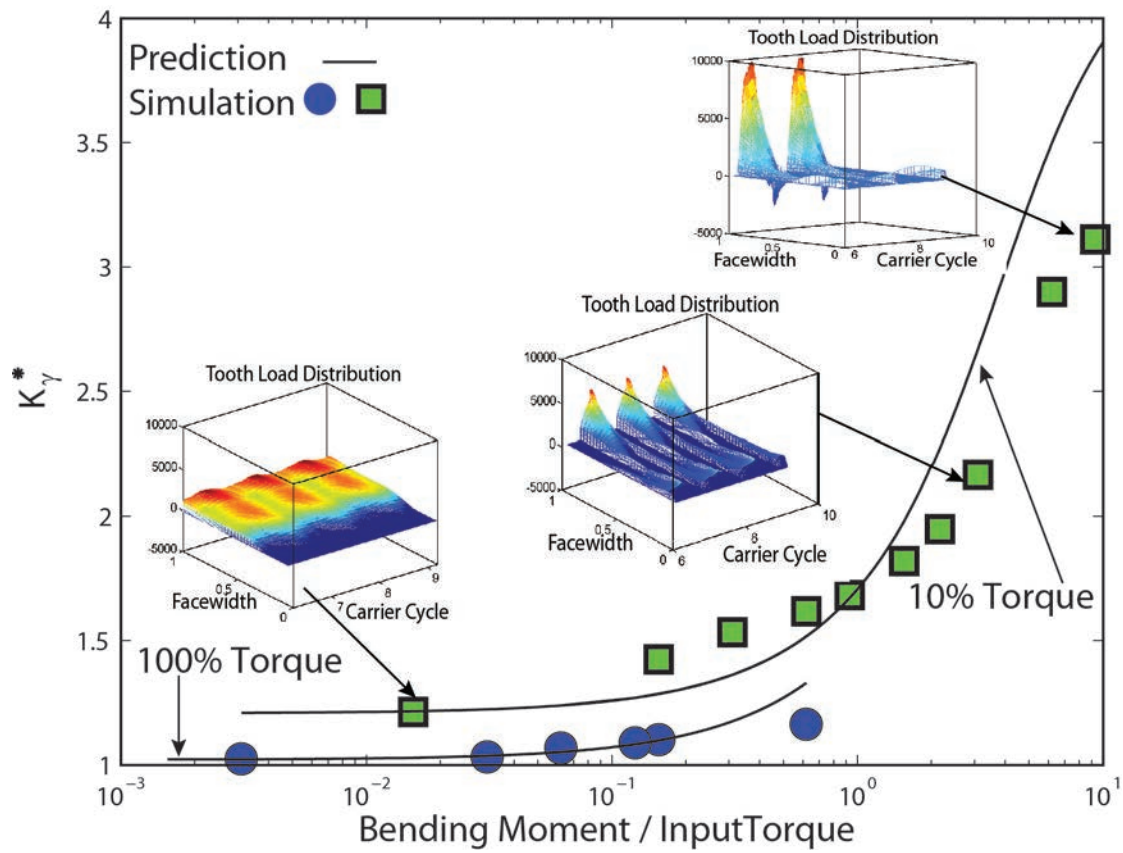 4
3.5
3
2.5
2
1.5
1
K*γ
Prediction
Simulation
Tooth Load Distribution
10000
5000
0
-5000
1
0.5
0
6
8
10
Facewidth
Carrier Cycle
Tooth Load Distribution
10000
5000
0
-5000
1
0.5
0
6
8
10
Facewidth
Carrier Cycle
Tooth Load Distribution
10000
5000
0
-5000
1
0.5
0
7
8
9
Facewidth
Carrier Cycle
10% Torque
100% Torque
10⁻³
10⁻²
10⁻¹
10⁰
10¹
Bending Moment / InputTorque